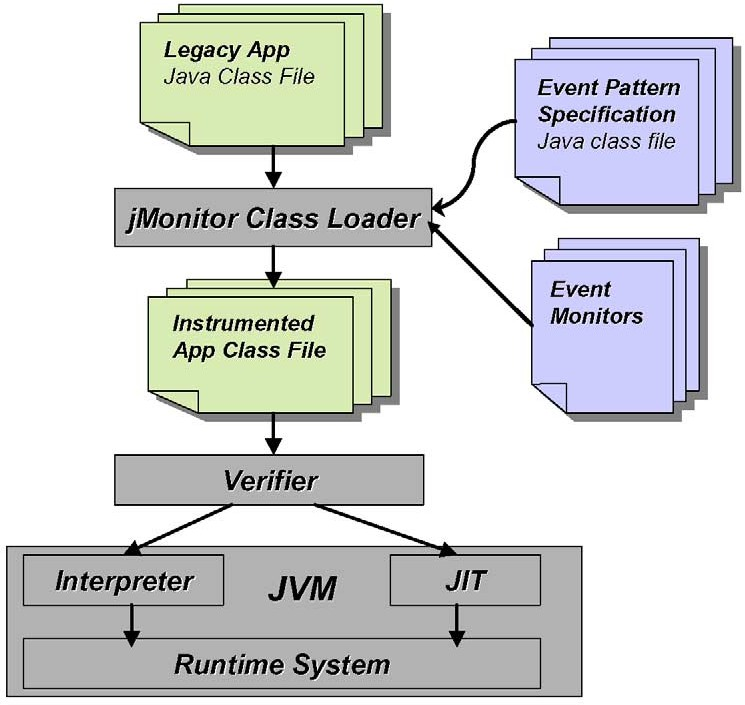 Legacy App
Java Class File
Event Pattern
Specification
Java class file
jMonitor Class Loader
Event
Monitors
Instrumented
App Class File
Verifier
Interpreter
JVM
JIT
Runtime System